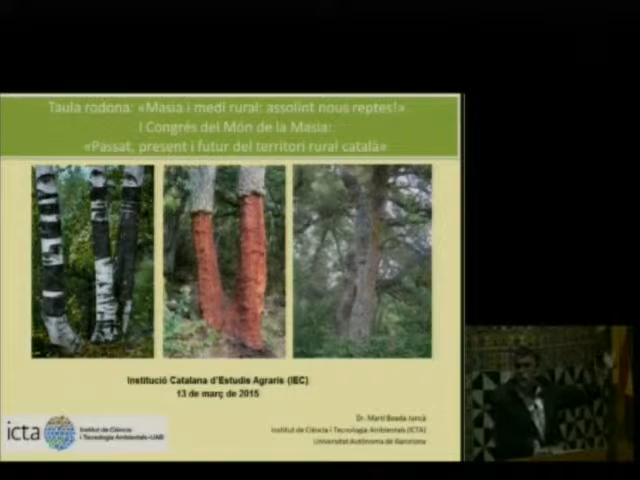 Taula rodona: «Masia i medi rural: assolint nous reptes!»
I Congrés del Món de la Masia:
«Passat, present i futur del territori rural català»
Institució Catalana d'Estudis Agraris (IEC)
13 de març de 2015
Dr. Martí Boada Juncà
Institut de Ciència i Tecnologia Ambientals (ICTA)
Universitat Autònoma de Barcelona
icta
Institut de Ciència
i Tecnologia Ambientals-UAB